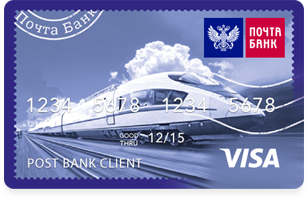 Почта Банк
ПОЧТА
БАНК
1234 5678 1234 5678
GOOD
THRU
12/15
POST BANK CLIENT
VISA